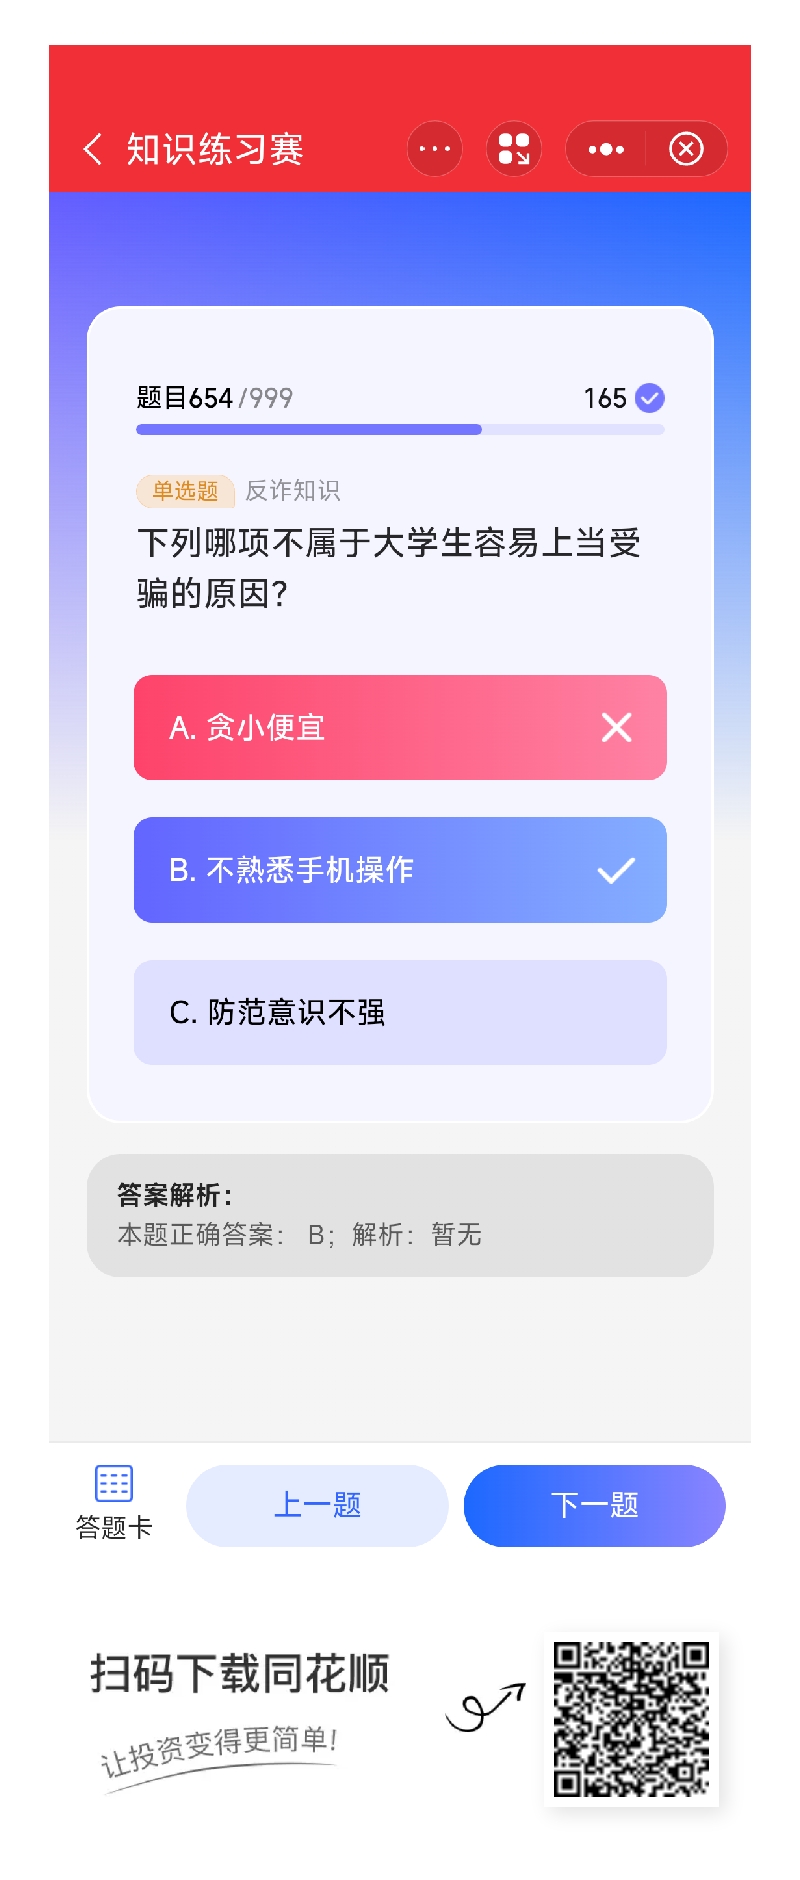 知识练习赛
题目654/999
165
单选题 反诈知识
下列哪项不属于大学生容易上当受
骗的原因?
A. 贪小便宜
B. 不熟悉手机操作
C. 防范意识不强
答案解析：
本题正确答案： B；解析：暂无
答题卡
上一题
下一题
扫码下载同花顺
让投资变得更简单!